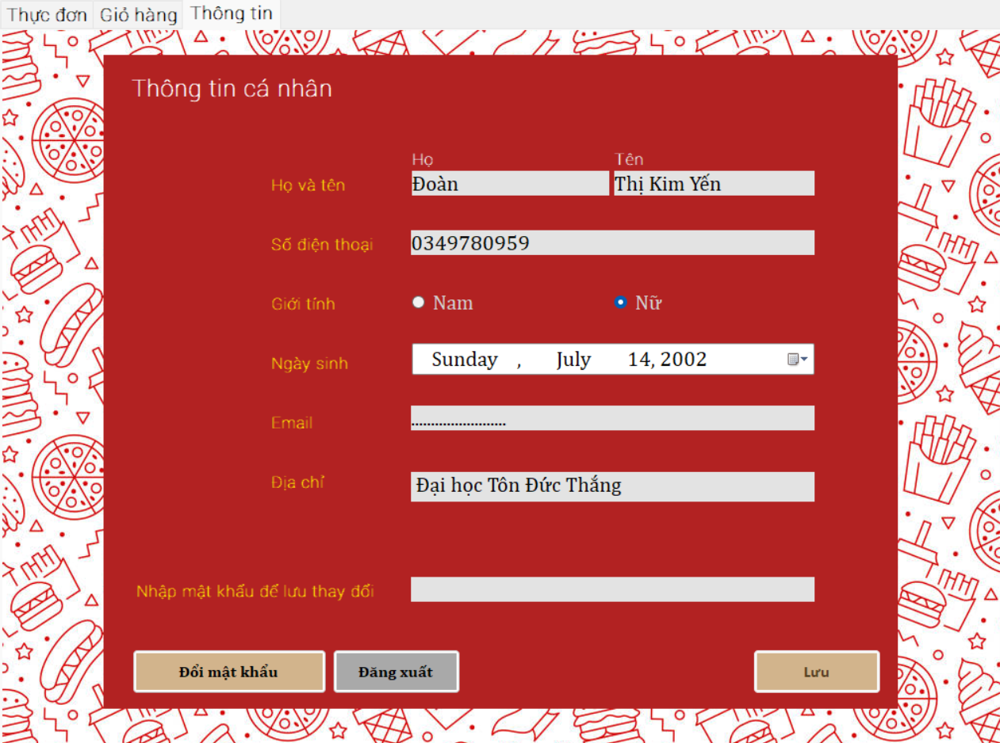 Thực đơn Giỏ hàng Thông tin
Thông tin cá nhân
Họ Tên
Họ và tên Đoàn Thị Kim Yến
Số điện thoại 0349780959
Giới tính Nam Nữ
Ngày sinh Sunday , July 14, 2002
Email ........................
Địa chỉ Đại học Tôn Đức Thắng
Nhập mật khẩu để lưu thay đổi
Đổi mật khẩu Đăng xuất Lưu